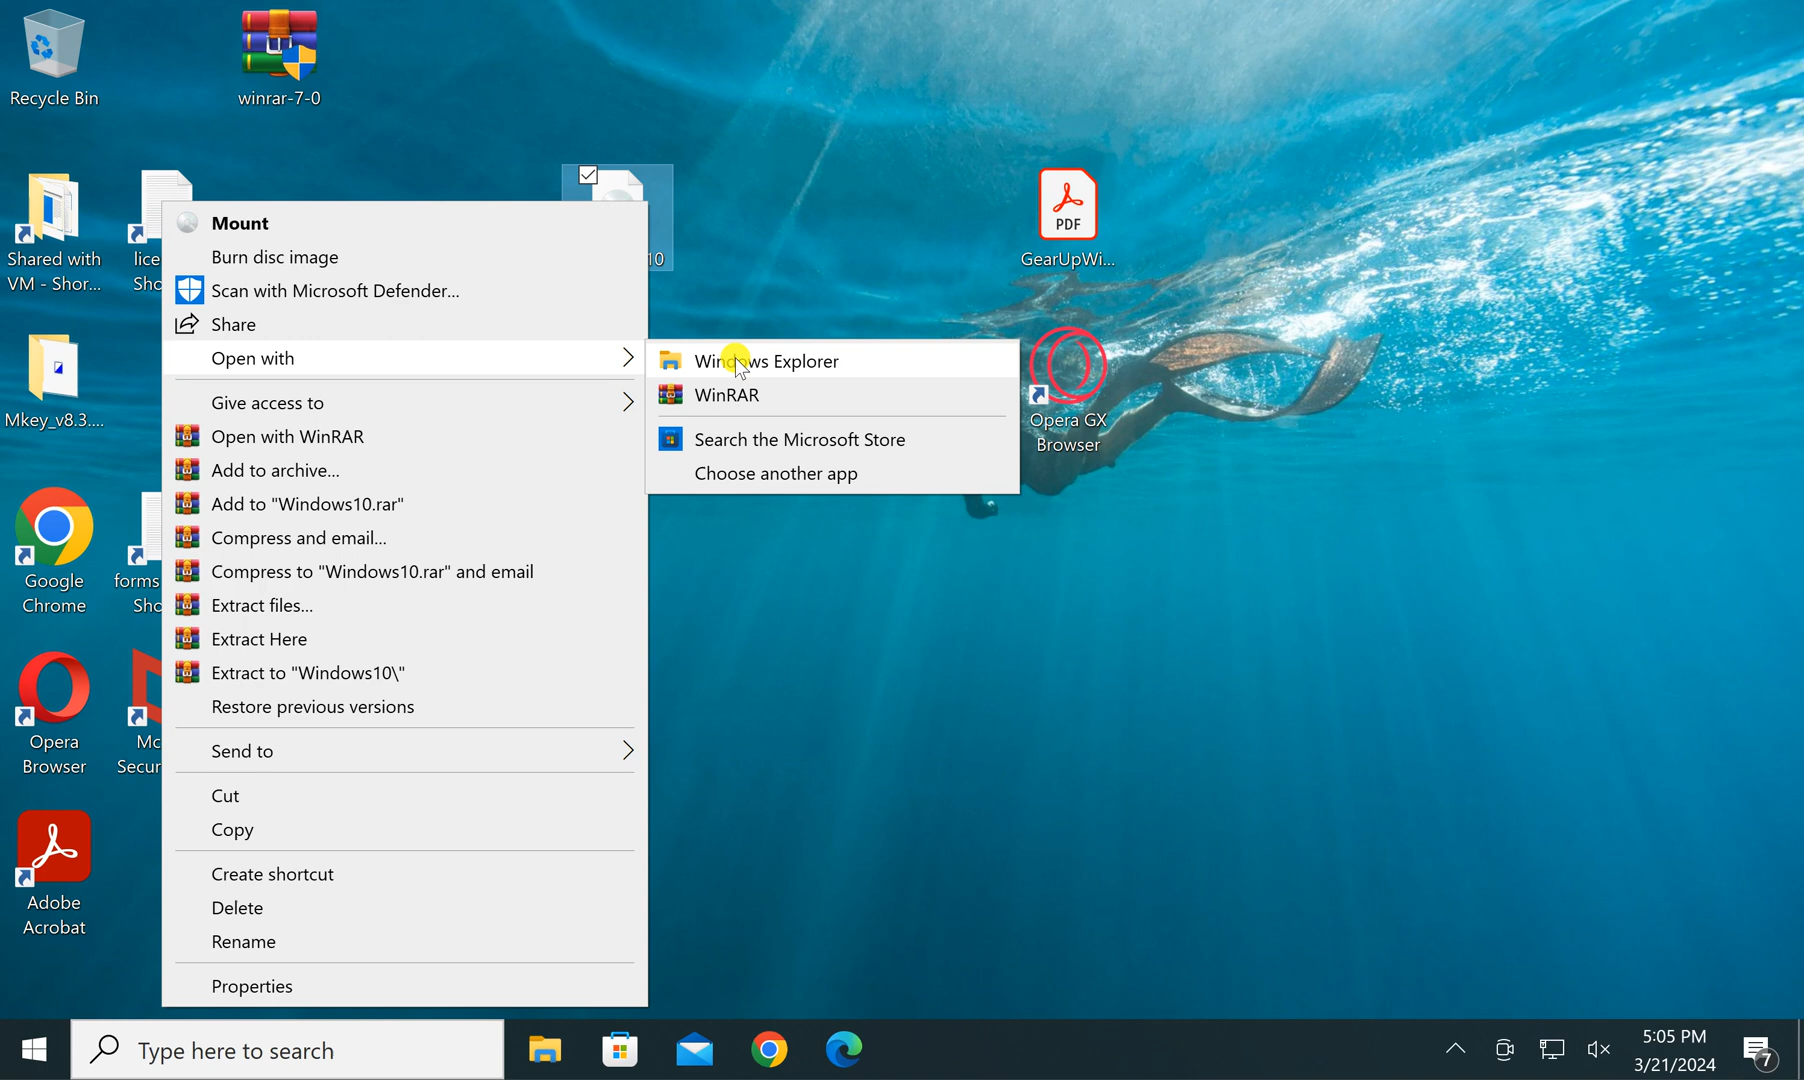 Recycle Bin
winrar-7-0
Shared with
VM - Shor...
lice
Sho
10
PDF
GearUpWi...
Mkey_v8.3....
Opera GX
Browser
Google
Chrome
forms
Sho
Opera
Browser
Mc
Secur
Adobe
Acrobat
Mount
Burn disc image
Scan with Microsoft Defender...
Share
Open with
Give access to
Open with WinRAR
Add to archive...
Add to "Windows10.rar"
Compress and email...
Compress to "Windows10.rar" and email
Extract files...
Extract Here
Extract to "Windows10\"
Restore previous versions
Send to
Cut
Copy
Create shortcut
Delete
Rename
Properties
Windows Explorer
WinRAR
Search the Microsoft Store
Choose another app
Type here to search
5:05 PM
3/21/2024
7